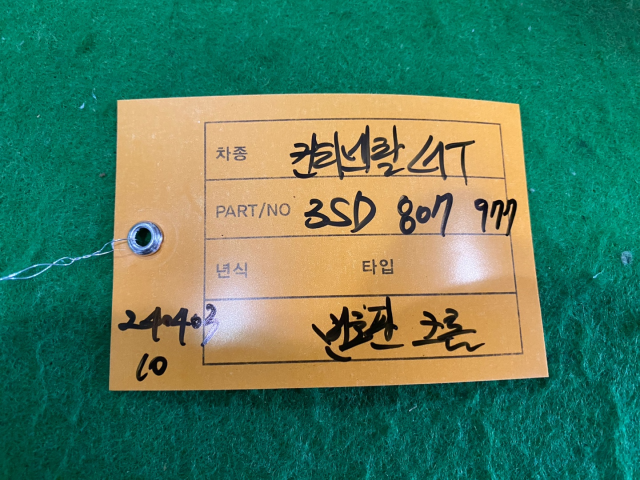 차종 컨티넨탈 GT
PART/NO 3SD 807 977
년식 타입
번호판 크롬
240403
10